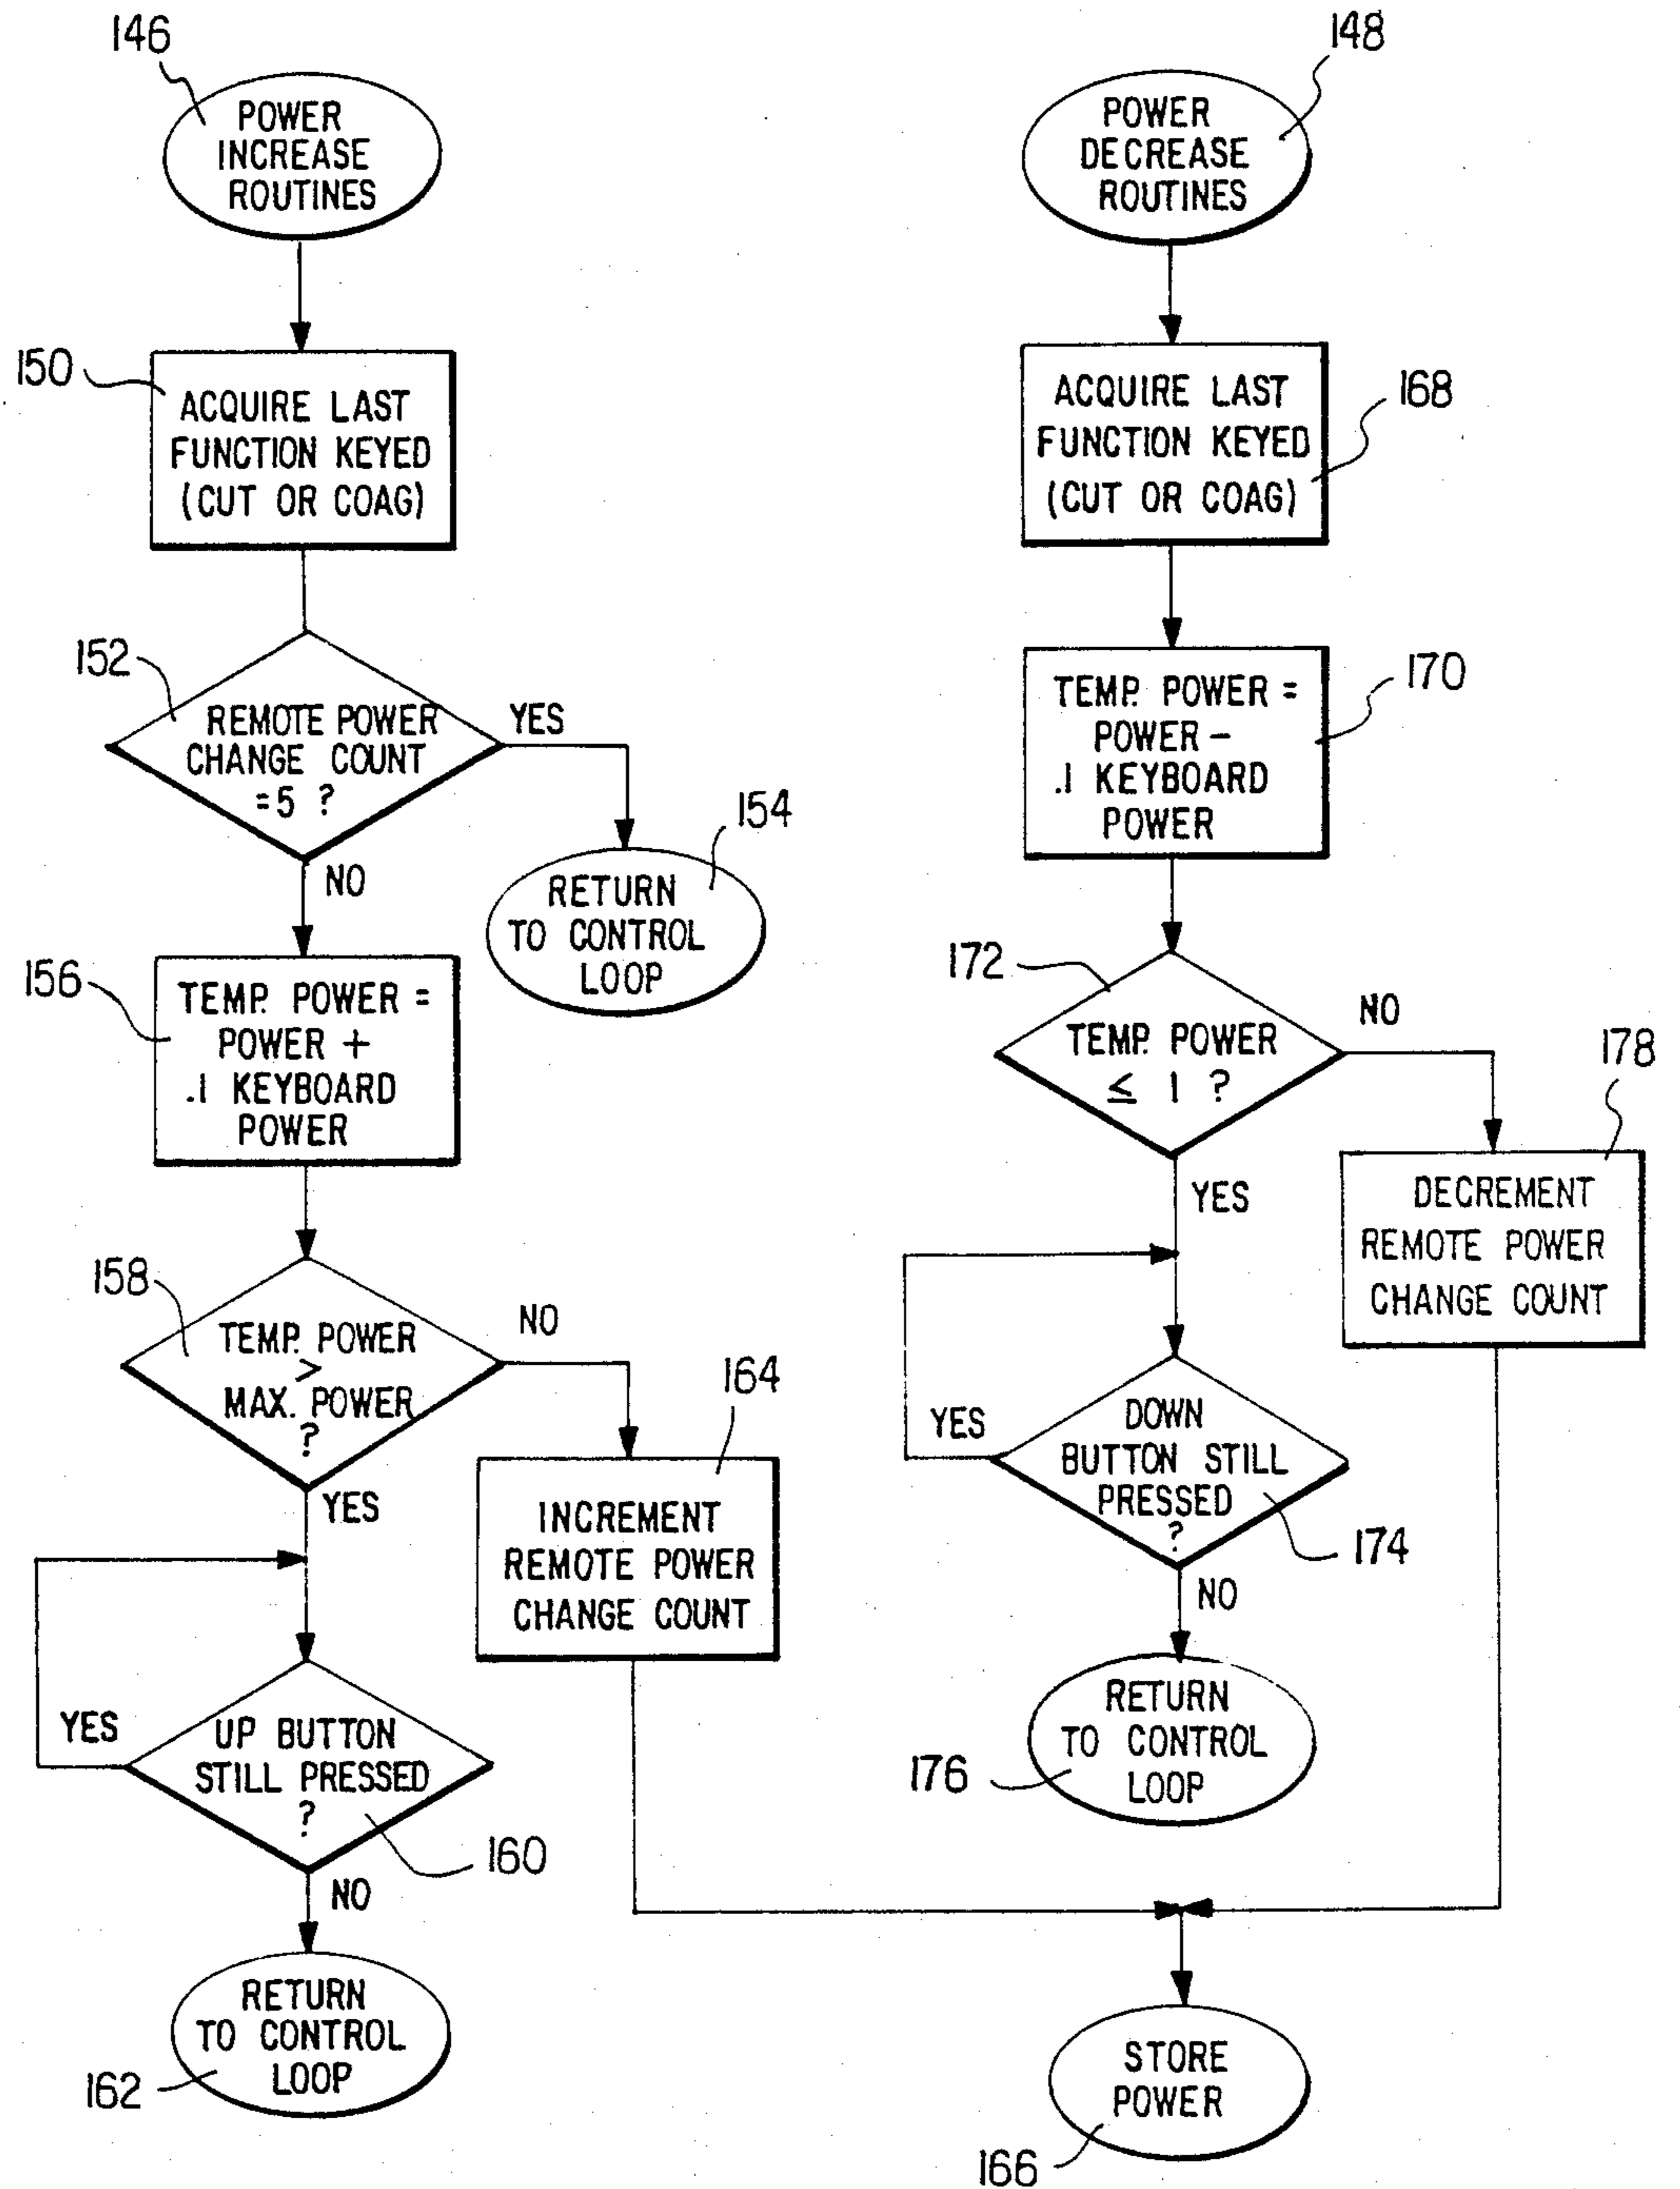 146
POWER
INCREASE
ROUTINES
150
ACQUIRE LAST
FUNCTION KEYED
(CUT OR COAG)
152
REMOTE POWER
CHANGE COUNT
=5 ?
YES
NO
154
RETURN
TO CONTROL
LOOP
156
TEMP. POWER =
POWER +
.1 KEYBOARD
POWER
158
TEMP. POWER
>
MAX. POWER
?
NO
YES
164
INCREMENT
REMOTE POWER
CHANGE COUNT
YES
UP BUTTON
STILL PRESSED
?
160
NO
RETURN
TO CONTROL
LOOP
162
148
POWER
DECREASE
ROUTINES
168
ACQUIRE LAST
FUNCTION KEYED
(CUT OR COAG)
170
TEMP. POWER =
POWER –
.1 KEYBOARD
POWER
172
TEMP. POWER
≤ 1 ?
NO
YES
178
DECREMENT
REMOTE POWER
CHANGE COUNT
YES
DOWN
BUTTON STILL
PRESSED
?
174
NO
RETURN
TO CONTROL
LOOP
176
STORE
POWER
166